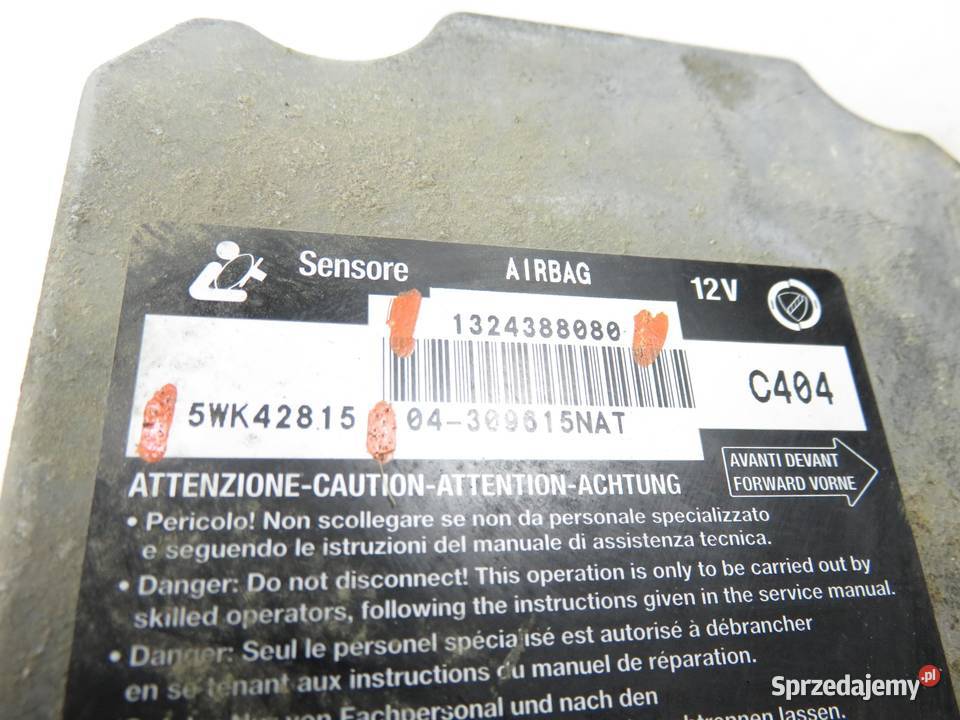 Sensore AIRBAG 12V
1324388080
C404
5WK42815 04-309615NAT
AVANTI DEVANT
FORWARD VORNE
ATTENZIONE-CAUTION-ATTENTION-ACHTUNG
• Pericolo! Non scollegare se non da personale specializzato
e seguendo le istruzioni del manuale di assistenza tecnica.
• Danger: Do not disconnect! This operation is only to be carried out by
skilled operators, following the instructions given in the service manual.
• Danger: Seul le personel spécialisé est autorisé à débrancher
en se tenant aux instructions du manuel de réparation.
von Fachpersonal und nach den
lassen.
Sprzedajemy.pl